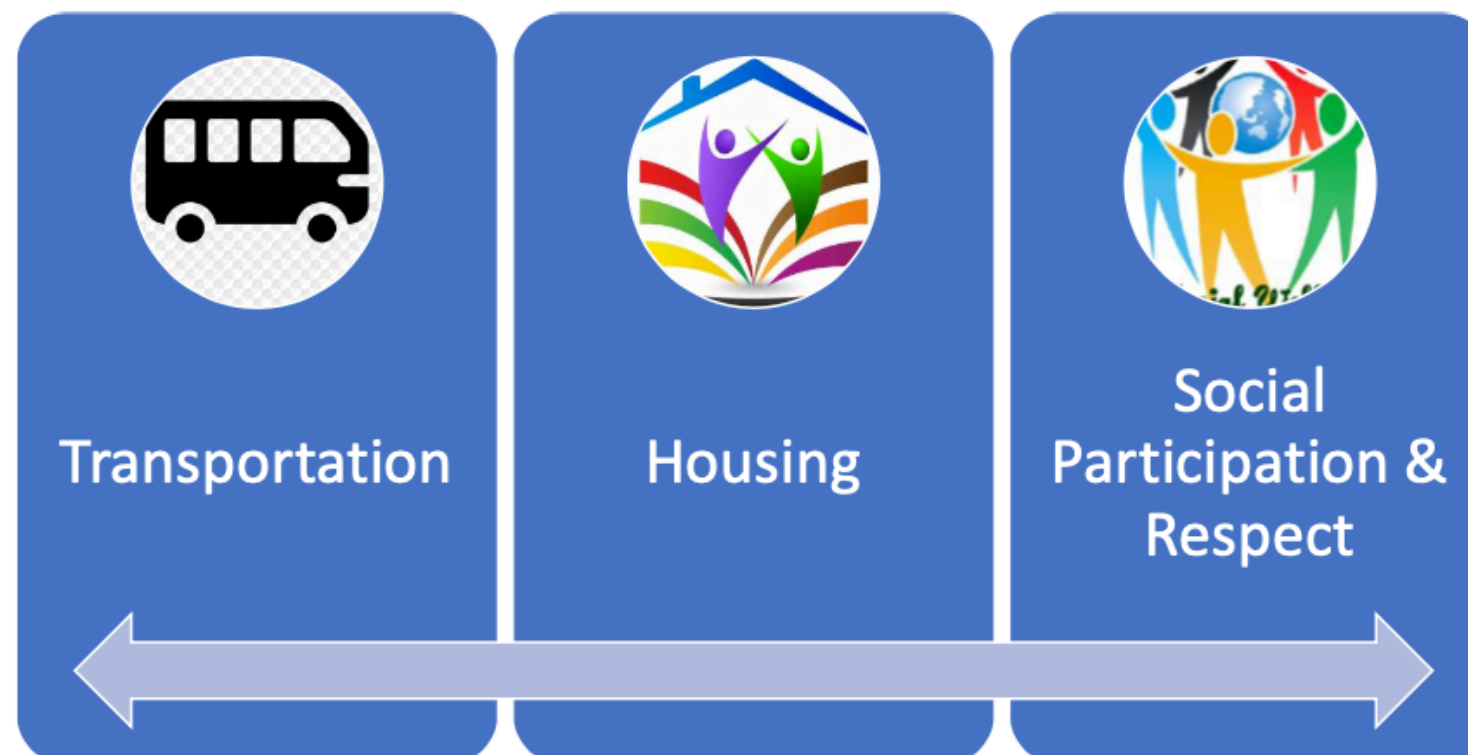 Transportation
Housing
Social
Participation &
Respect